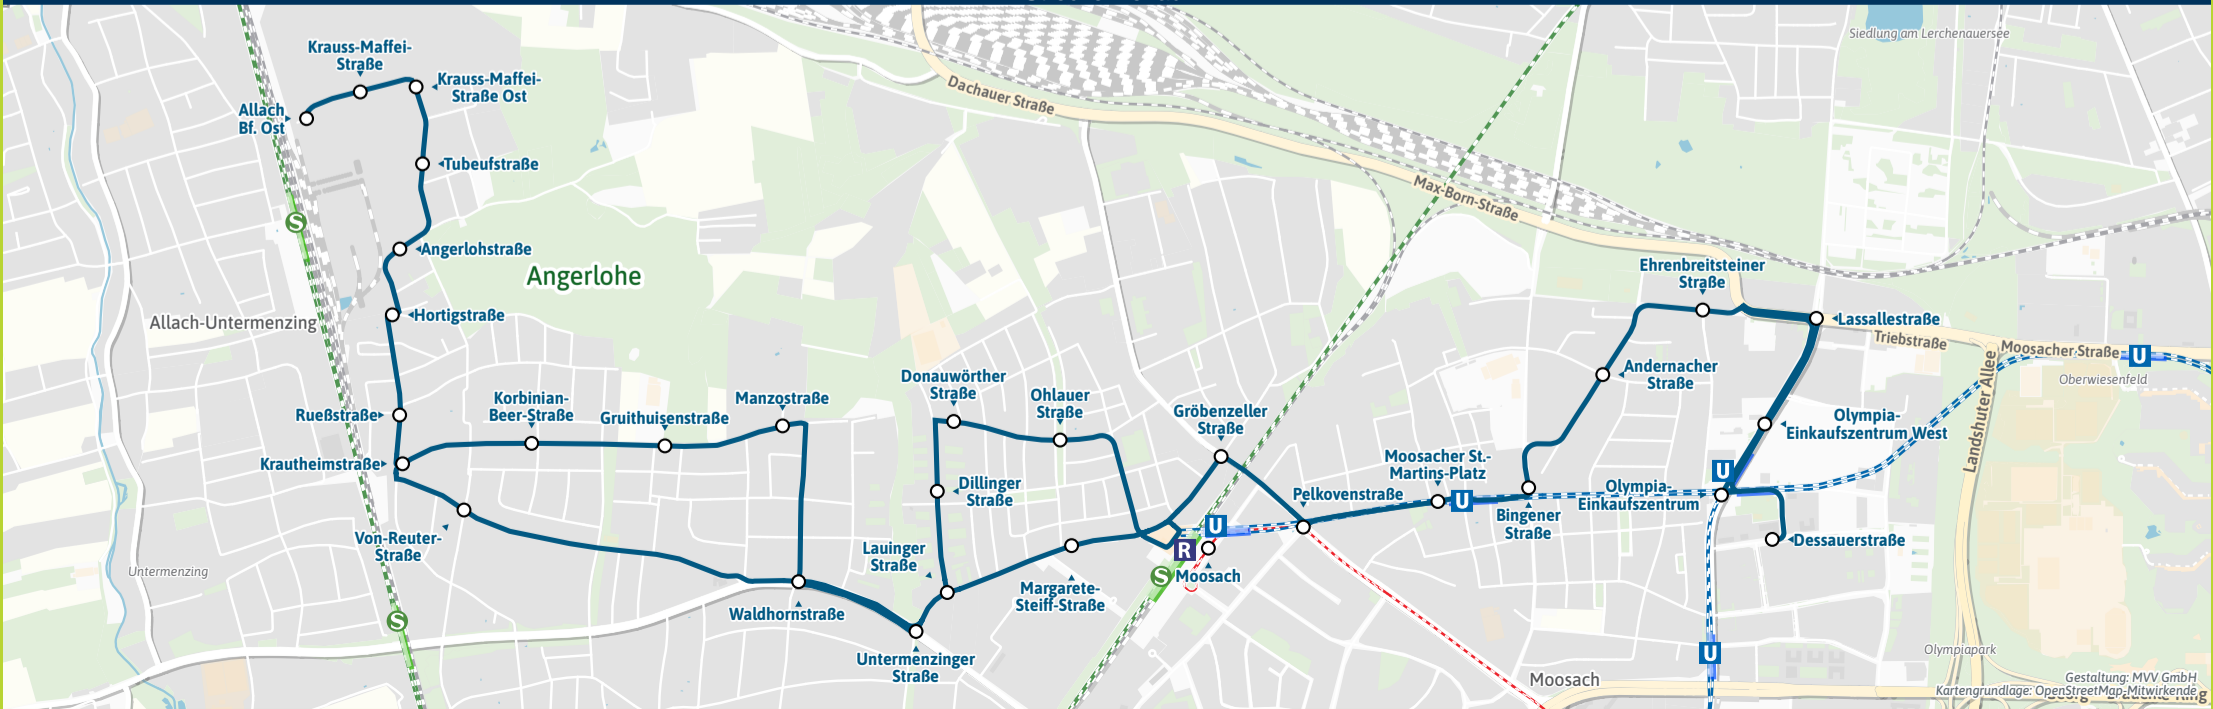 Siedlung am Lerchenauersee
Krauss-Maffei-
Straße
Krauss-Maffei-
Straße Ost
Allach
Bf. Ost
Dachauer Straße
Tubeufstraße
S
Max-Born-Straße
Angerlohstraße
Angerlohe
Ehrenbreitsteiner
Straße
Hortigstraße
Allach-Untermenzing
Lassallestraße
Triebstraße
Moosacher Straße
U
Oberwiesenfeld
Landshuter Allee
Andernacher
Straße
Donauwörther
Straße
Ohlauer
Straße
Korbinian-
Beer-Straße
Gruithuisenstraße
Manzostraße
Rueßstraße
Gröbenzeller
Straße
Olympia-
Einkaufszentrum West
Krautheimstraße
Moosacher St.-
Martins-Platz
U
U
Dillinger
Straße
Pelkovenstraße
Olympia-
Einkaufszentrum
Bingener
Straße
U
R
S
Moosach
Von-Reuter-
Straße
Dessauerstraße
Lauinger
Straße
Untermenzing
Margarete-
Steiff-Straße
Waldhornstraße
S
Untermenzinger
Straße
U
Olympiapark
Moosach
Gestaltung: MVV GmbH
Kartengrundlage: OpenStreetMap-Mitwirkende